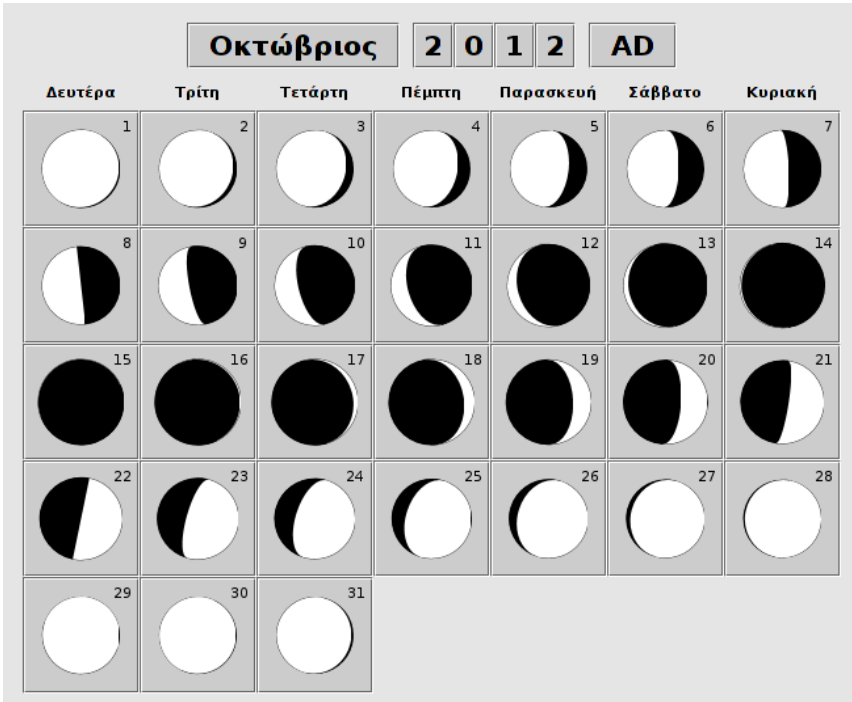 Οκτώβριος 2 0 1 2 AD
Δευτέρα Τρίτη Τετάρτη Πέμπτη Παρασκευή Σάββατο Κυριακή
1 2 3 4 5 6 7
8 9 10 11 12 13 14
15 16 17 18 19 20 21
22 23 24 25 26 27 28
29 30 31